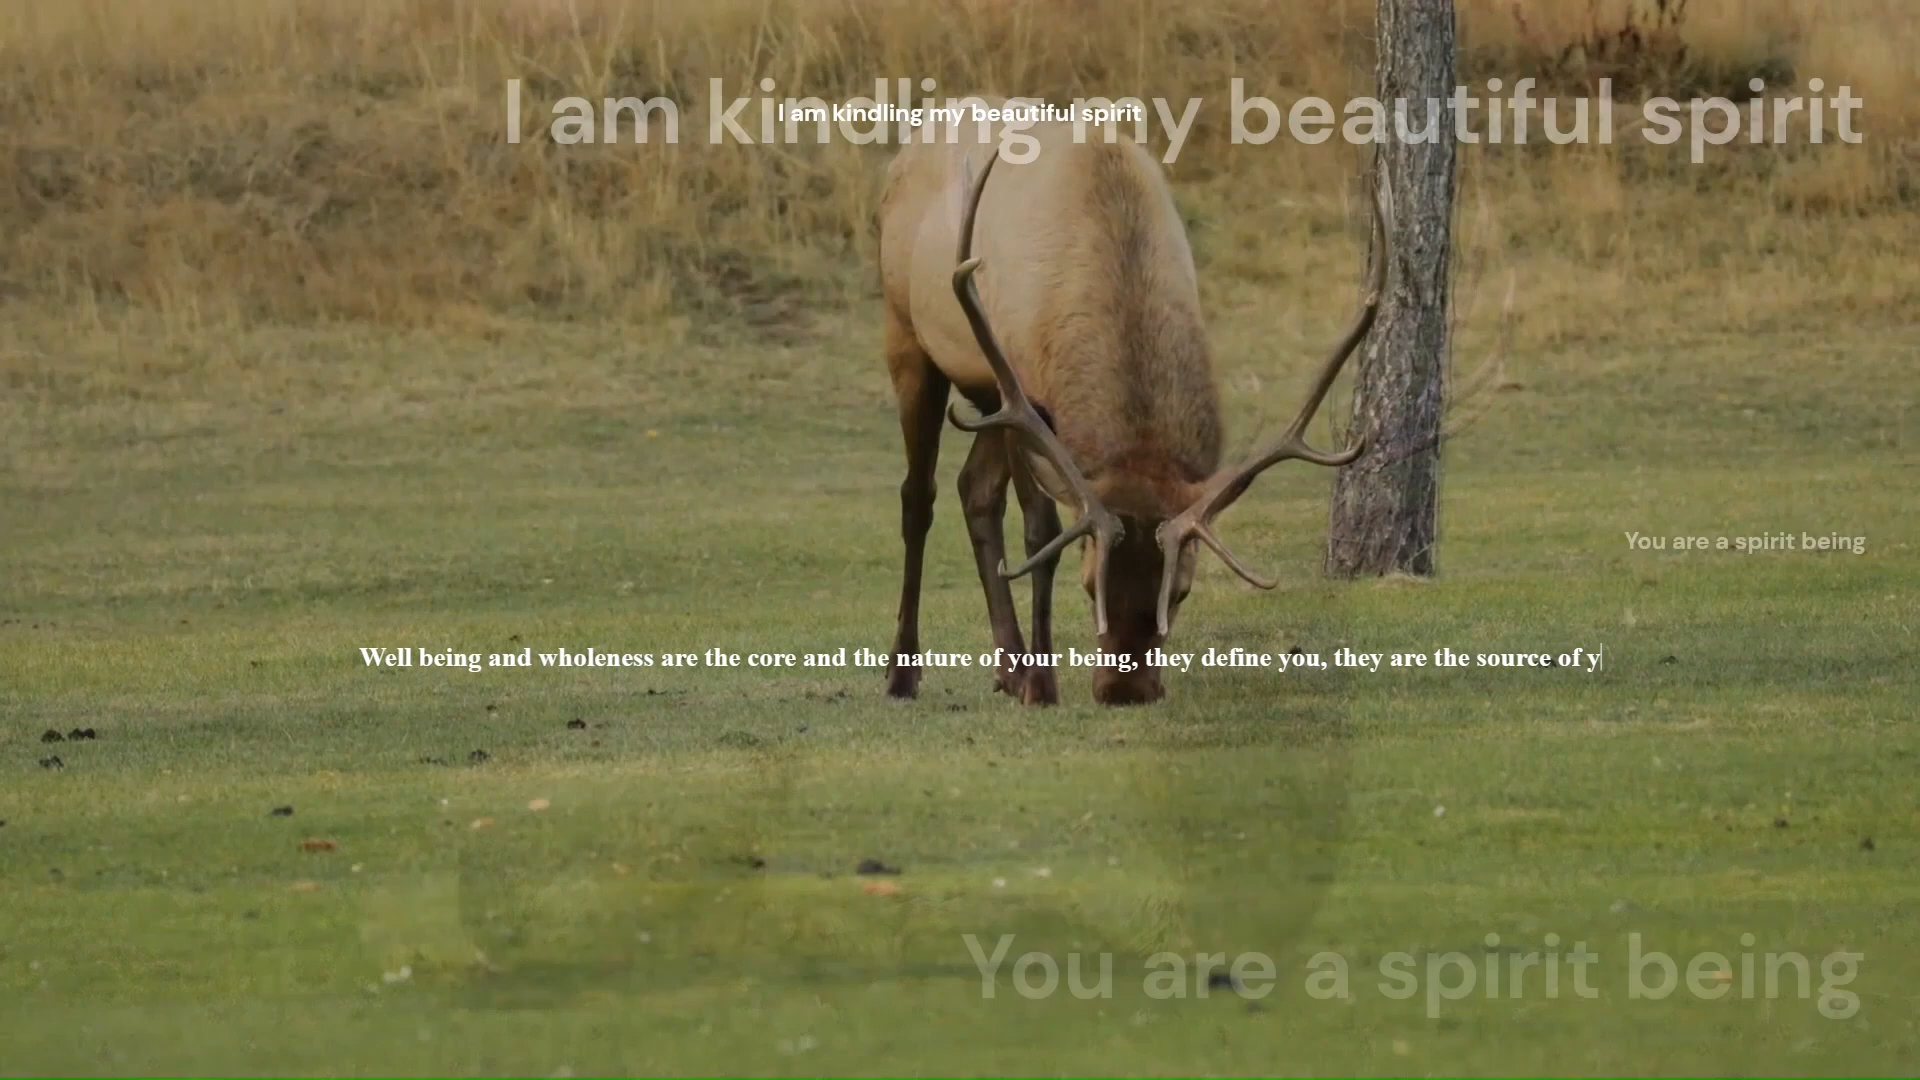 I am kindling my beautiful spirit
I am kindling my beautiful spirit
You are a spirit being
Well being and wholeness are the core and the nature of your being, they define you, they are the source of y
You are a spirit being